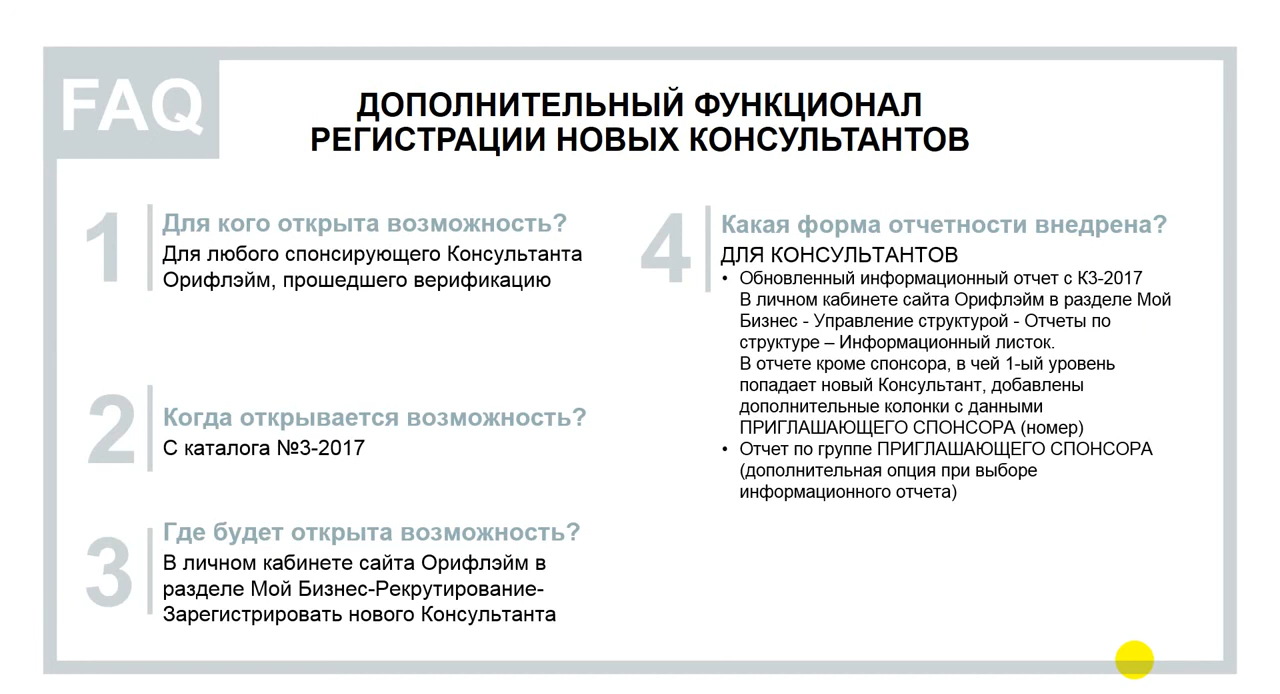 FAQ
ДОПОЛНИТЕЛЬНЫЙ ФУНКЦИОНАЛ
РЕГИСТРАЦИИ НОВЫХ КОНСУЛЬТАНТОВ
1
Для кого открыта возможность?
Для любого спонсирующего Консультанта
Орифлэйм, прошедшего верификацию
2
Когда открывается возможность?
С каталога №3-2017
3
Где будет открыта возможность?
В личном кабинете сайта Орифлэйм в
разделе Мой Бизнес-Рекрутирование-
Зарегистрировать нового Консультанта
4
Какая форма отчетности внедрена?
ДЛЯ КОНСУЛЬТАНТОВ
• Обновленный информационный отчет с К3-2017
В личном кабинете сайта Орифлэйм в разделе Мой
Бизнес - Управление структурой - Отчеты по
структуре – Информационный листок.
В отчете кроме спонсора, в чей 1-ый уровень
попадает новый Консультант, добавлены
дополнительные колонки с данными
ПРИГЛАШАЮЩЕГО СПОНСОРА (номер)
• Отчет по группе ПРИГЛАШАЮЩЕГО СПОНСОРА
(дополнительная опция при выборе
информационного отчета)